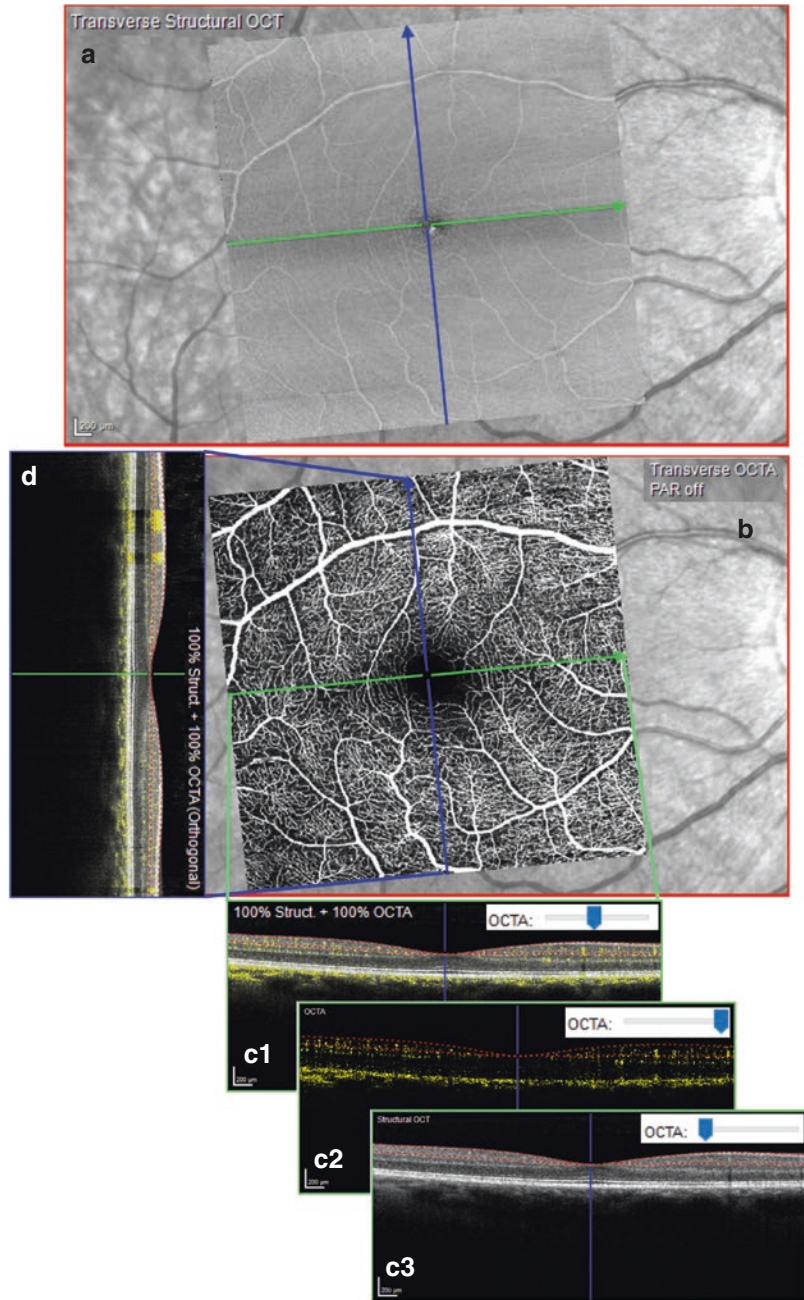 Transverse Structural OCT
a
200 µm
d
100% Struct. + 100% OCTA (Orthogonal)
Transverse OCTA
PAR off
b
100% Struct. + 100% OCTA
OCTA:
c1
200 µm
OCTA
OCTA:
c2
200 µm
Structural OCT
OCTA:
c3
200 µm